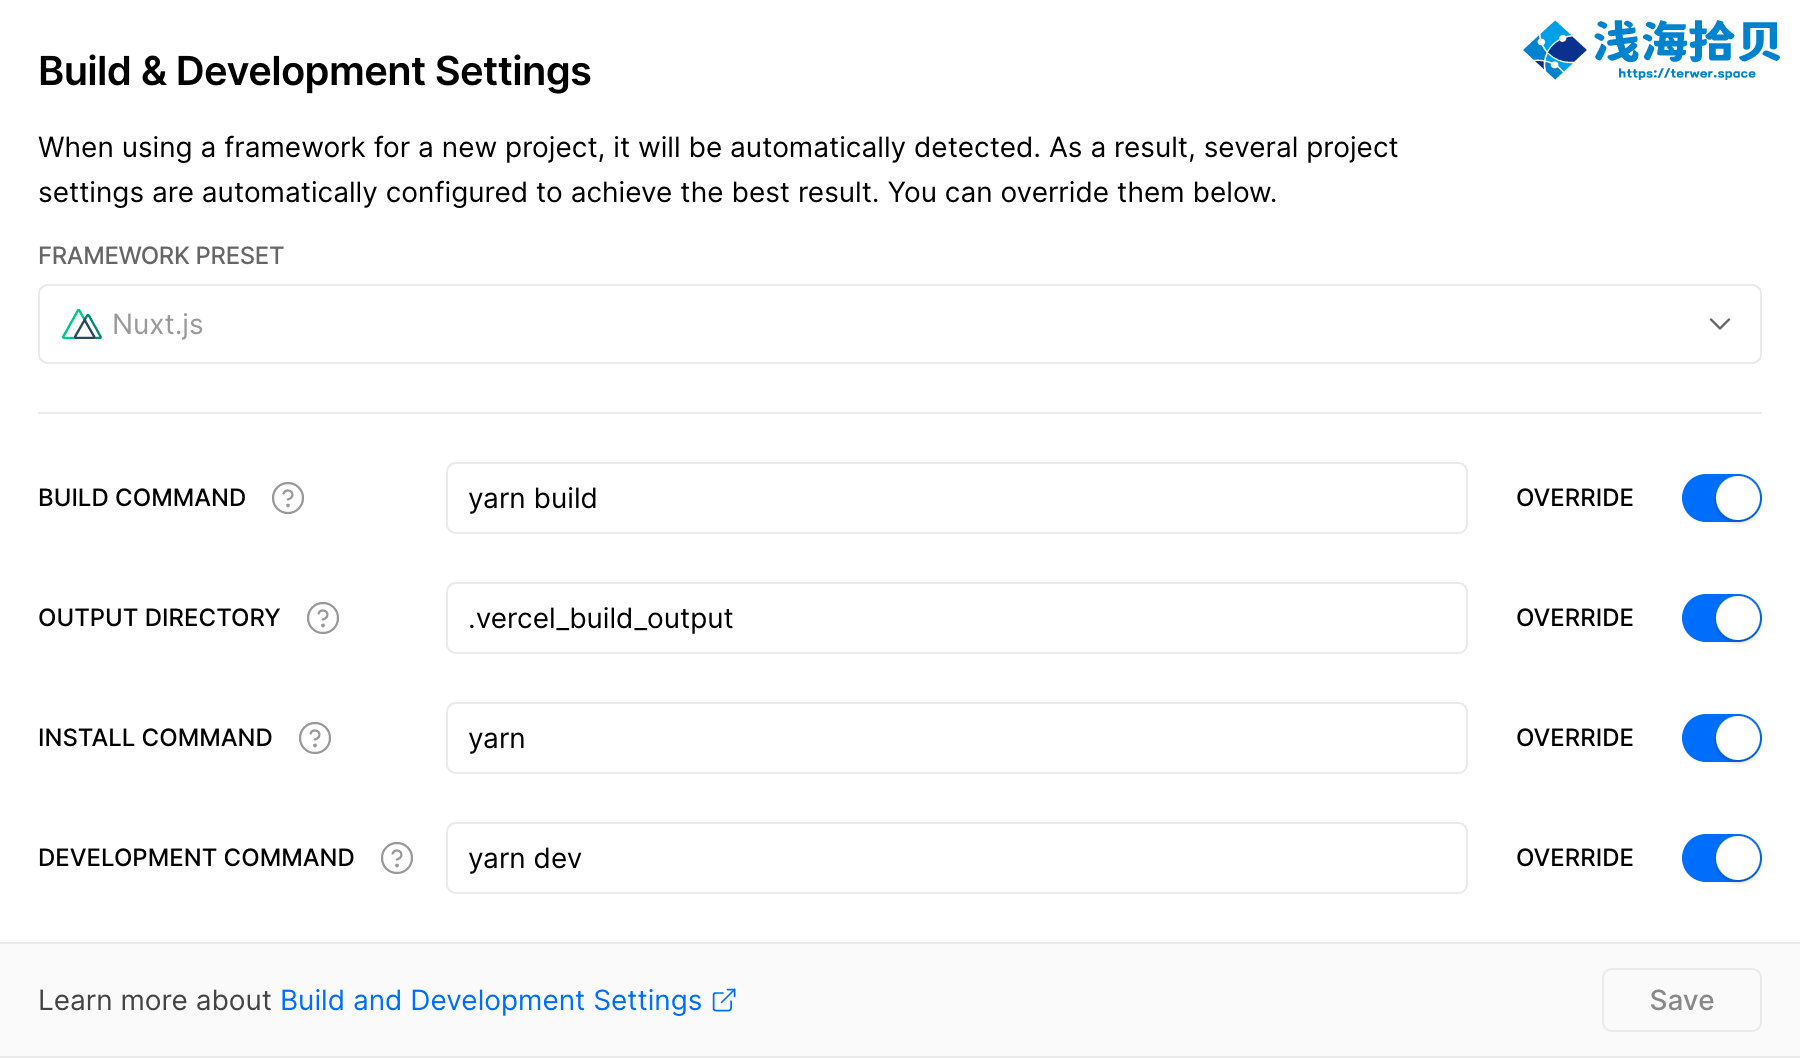 浅海拾贝
https://terwer.space
Build & Development Settings
When using a framework for a new project, it will be automatically detected. As a result, several project
settings are automatically configured to achieve the best result. You can override them below.
FRAMEWORK PRESET
Nuxt.js
BUILD COMMAND ? yarn build OVERRIDE
OUTPUT DIRECTORY ? .vercel_build_output OVERRIDE
INSTALL COMMAND ? yarn OVERRIDE
DEVELOPMENT COMMAND ? yarn dev OVERRIDE
Learn more about Build and Development Settings Save